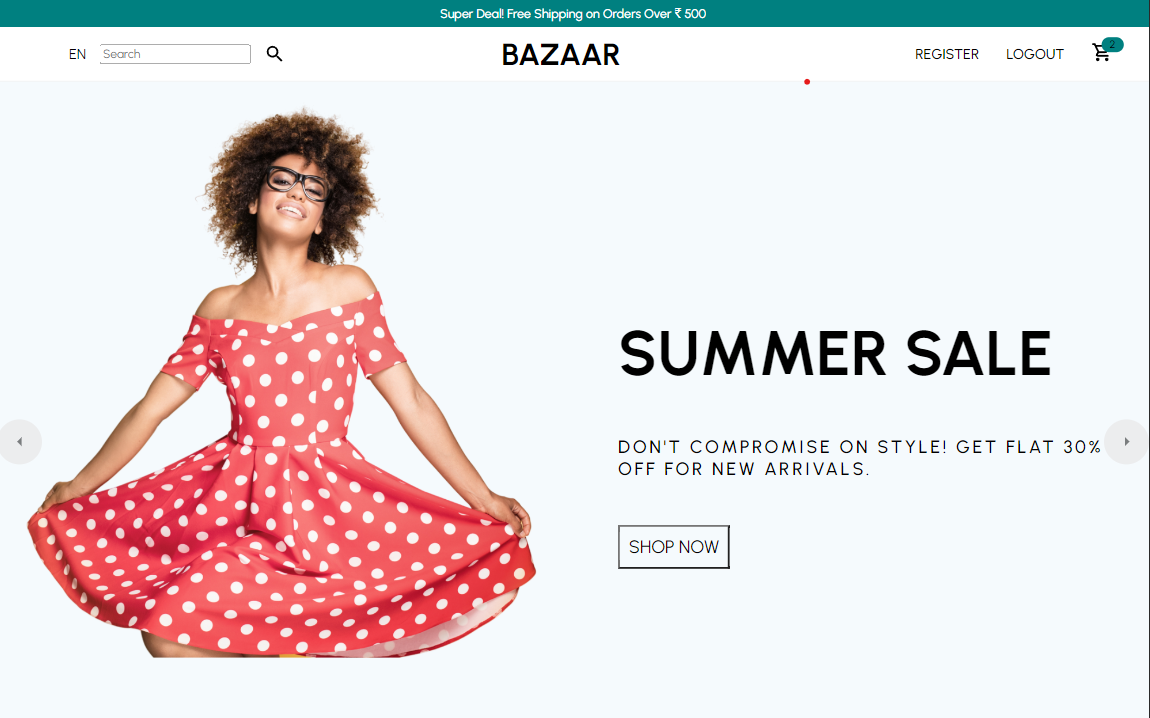 Super Deal! Free Shipping on Orders Over ₹ 500
EN
Search
BAZAAR
REGISTER
LOGOUT
2
SUMMER SALE
DON'T COMPROMISE ON STYLE! GET FLAT 30%
OFF FOR NEW ARRIVALS.
SHOP NOW